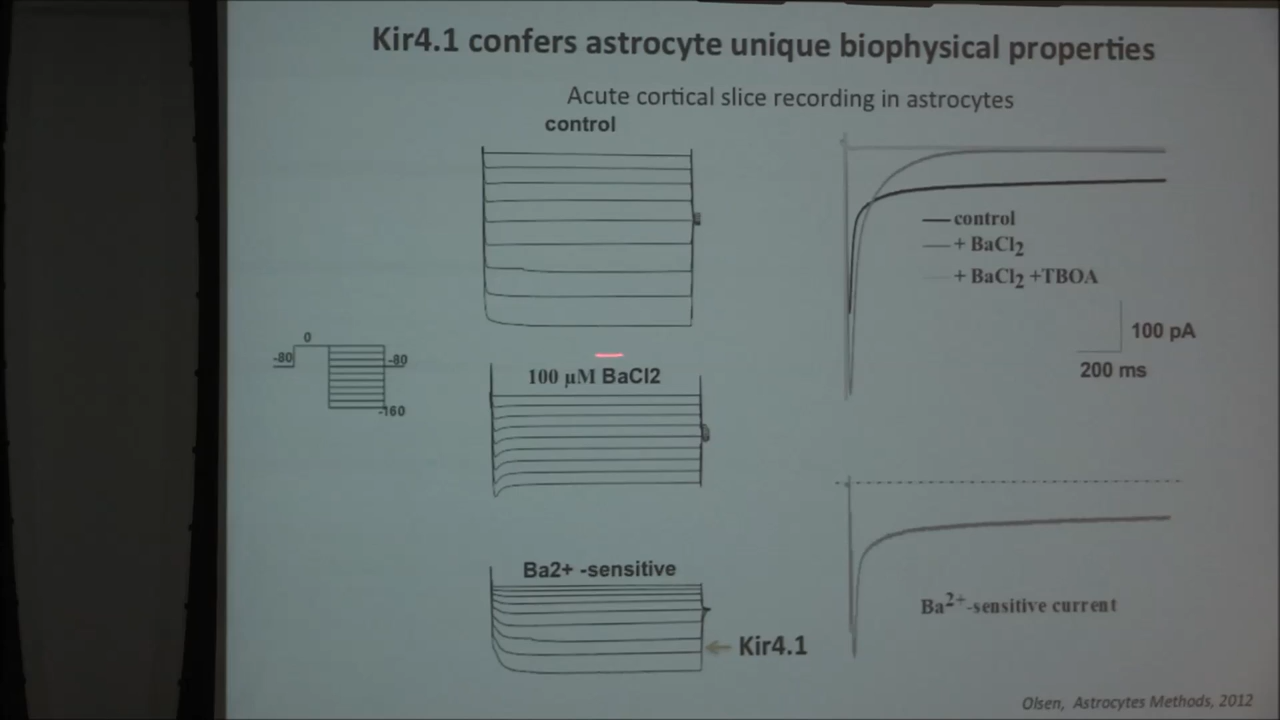 Kir4.1 confers astrocyte unique biophysical properties
Acute cortical slice recording in astrocytes
control
control
+ BaCl2
+ BaCl2 +TBOA
100 pA
200 ms
0
-80
-80
-160
100 µM BaCl2
Ba2+ -sensitive
Kir4.1
Ba2+-sensitive current
Olsen, Astrocytes Methods, 2012